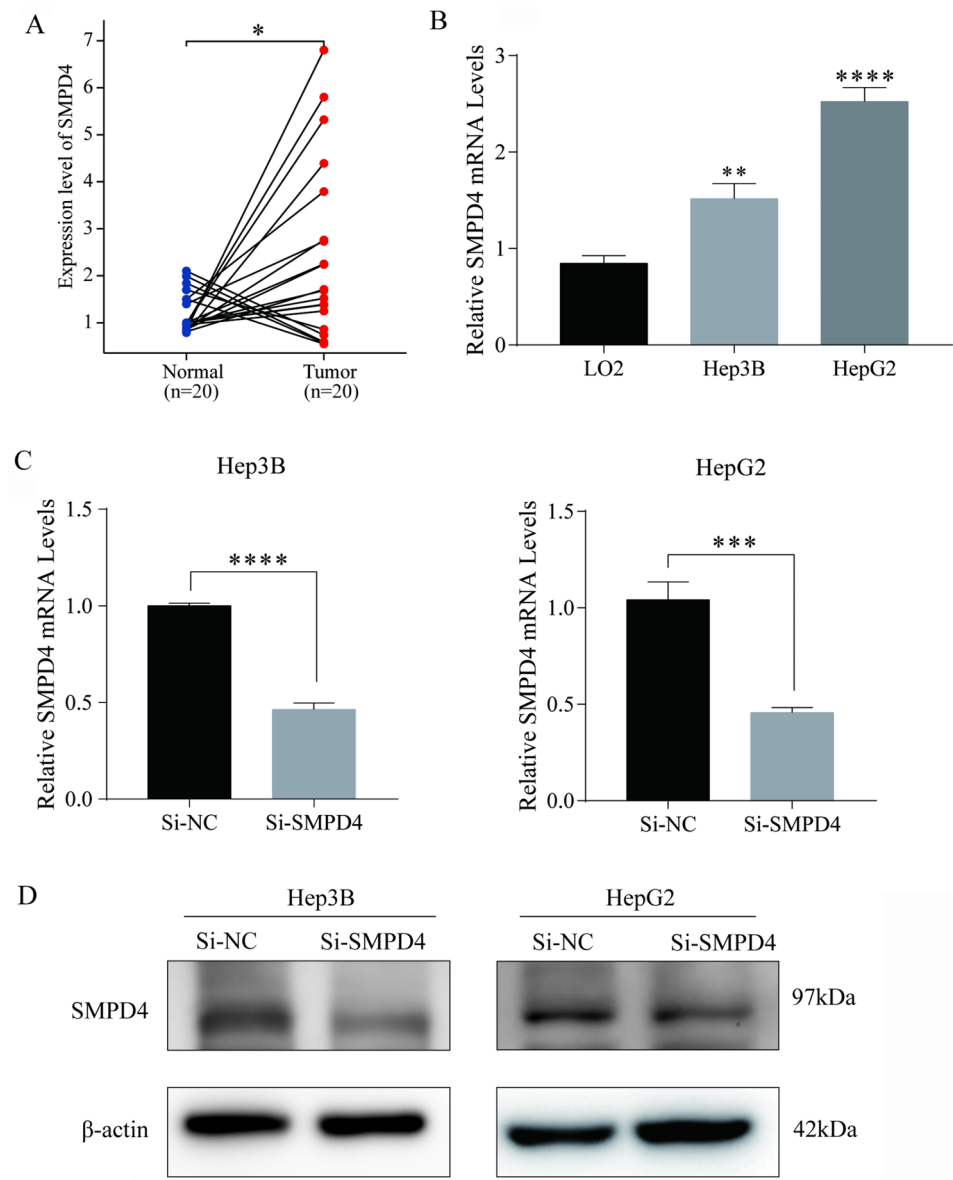 A
*
Expression level of SMPD4
7
6
5
4
3
2
1
Normal
(n=20)
Tumor
(n=20)
B
Relative SMPD4 mRNA Levels
3
2
1
0
**
****
LO2
Hep3B
HepG2
C
Hep3B
Relative SMPD4 mRNA Levels
1.5
1.0
0.5
0.0
****
Si-NC
Si-SMPD4
HepG2
Relative SMPD4 mRNA Levels
1.5
1.0
0.5
0.0
***
Si-NC
Si-SMPD4
D
Hep3B
HepG2
Si-NC
Si-SMPD4
Si-NC
Si-SMPD4
SMPD4
97kDa
β-actin
42kDa